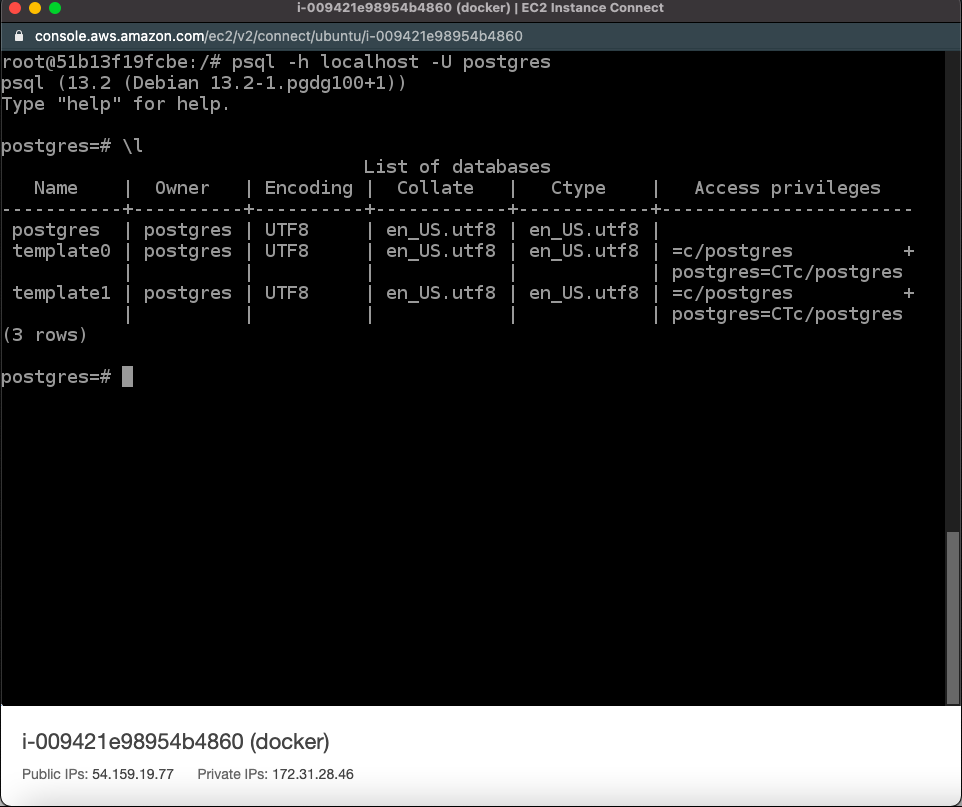 i-009421e98954b4860 (docker) | EC2 Instance Connect
console.aws.amazon.com/ec2/v2/connect/ubuntu/i-009421e98954b4860
root@51b13f19fcbe:/# psql -h localhost -U postgres
psql (13.2 (Debian 13.2-1.pgdg100+1))
Type "help" for help.
postgres=# \l
                                 List of databases
   Name    |  Owner   | Encoding |  Collate   |   Ctype    |   Access privileges
-----------+----------+----------+------------+------------+-----------------------
 postgres  | postgres | UTF8     | en_US.utf8 | en_US.utf8 |
 template0 | postgres | UTF8     | en_US.utf8 | en_US.utf8 | =c/postgres          +
           |          |          |            |            | postgres=CTc/postgres
 template1 | postgres | UTF8     | en_US.utf8 | en_US.utf8 | =c/postgres          +
           |          |          |            |            | postgres=CTc/postgres
(3 rows)
postgres=#
i-009421e98954b4860 (docker)
Public IPs: 54.159.19.77 Private IPs: 172.31.28.46